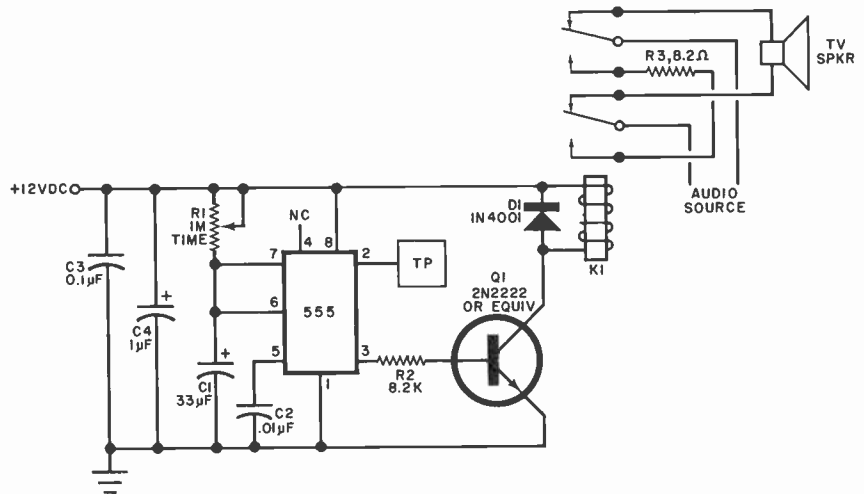 TV
SPKR
R3, 8.2Ω
AUDIO
SOURCE
+12VDC
R1
1M
TIME
NC
4
8
7
2
TP
D1
1N4001
K1
C3
0.1µF
C4
1µF
+
6
555
Q1
2N2222
OR EQUIV
5
3
R2
8.2K
+
C1
33µF
1
C2
.01µF